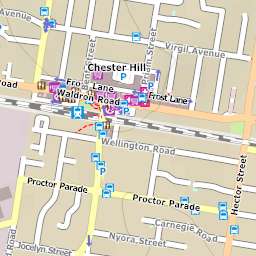 Virgil Avenue
Chester Hill
P
Frost Lane
Frost Lane
Waldron Road
Road
P
Wellington Road
P
Hector Street
Proctor Parade
Proctor Parade
Carnegie Road
Nyora Street
Jocelyn Street